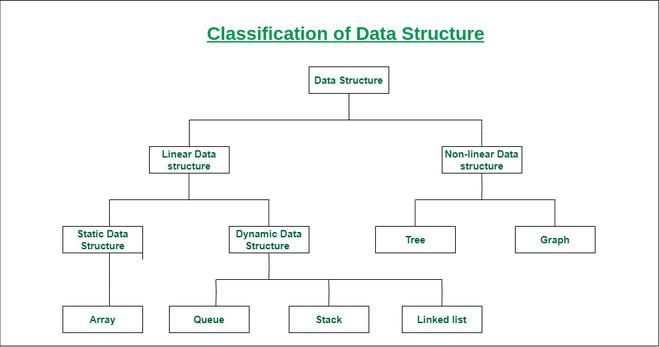 Classification of Data Structure
Data Structure
Linear Data
structure
Non-linear Data
structure
Static Data
Structure
Dynamic Data
Structure
Tree
Graph
Array
Queue
Stack
Linked list